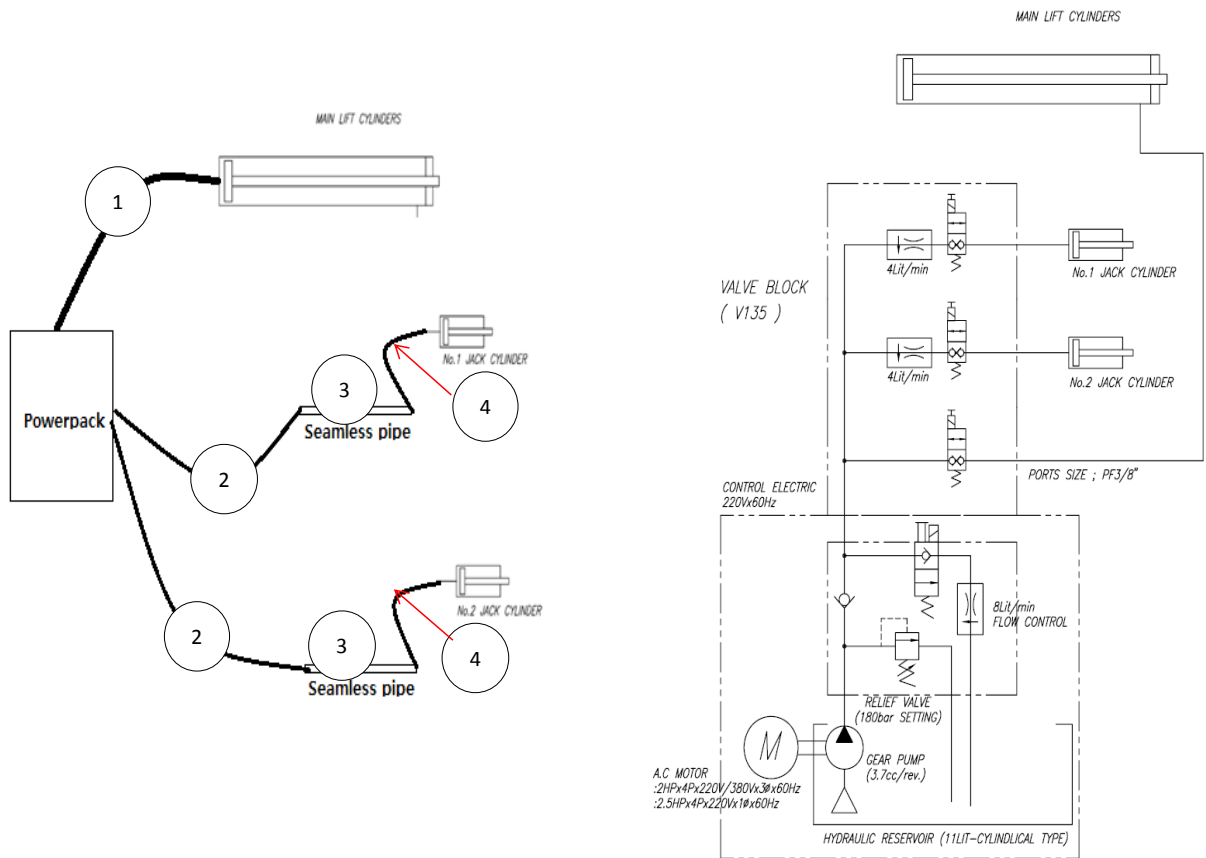 MAIN LIFT CYLINDERS
1
Powerpack
No.1 JACK CYLINDER
3
4
Seamless pipe
2
No.2 JACK CYLINDER
2
3
4
Seamless pipe
MAIN LIFT CYLINDERS
VALVE BLOCK
( V135 )
4Lit/min
No.1 JACK CYLINDER
4Lit/min
No.2 JACK CYLINDER
PORTS SIZE ; PF3/8"
CONTROL ELECTRIC
220Vx60Hz
8Lit/min
FLOW CONTROL
RELIEF VALVE
(180bar SETTING)
M
GEAR PUMP
(3.7cc/rev.)
A.C MOTOR
:2HPx4Px220V/380Vx3øx60Hz
:2.5HPx4Px220Vx1øx60Hz
HYDRAULIC RESERVOIR (11LIT-CYLINDLICAL TYPE)